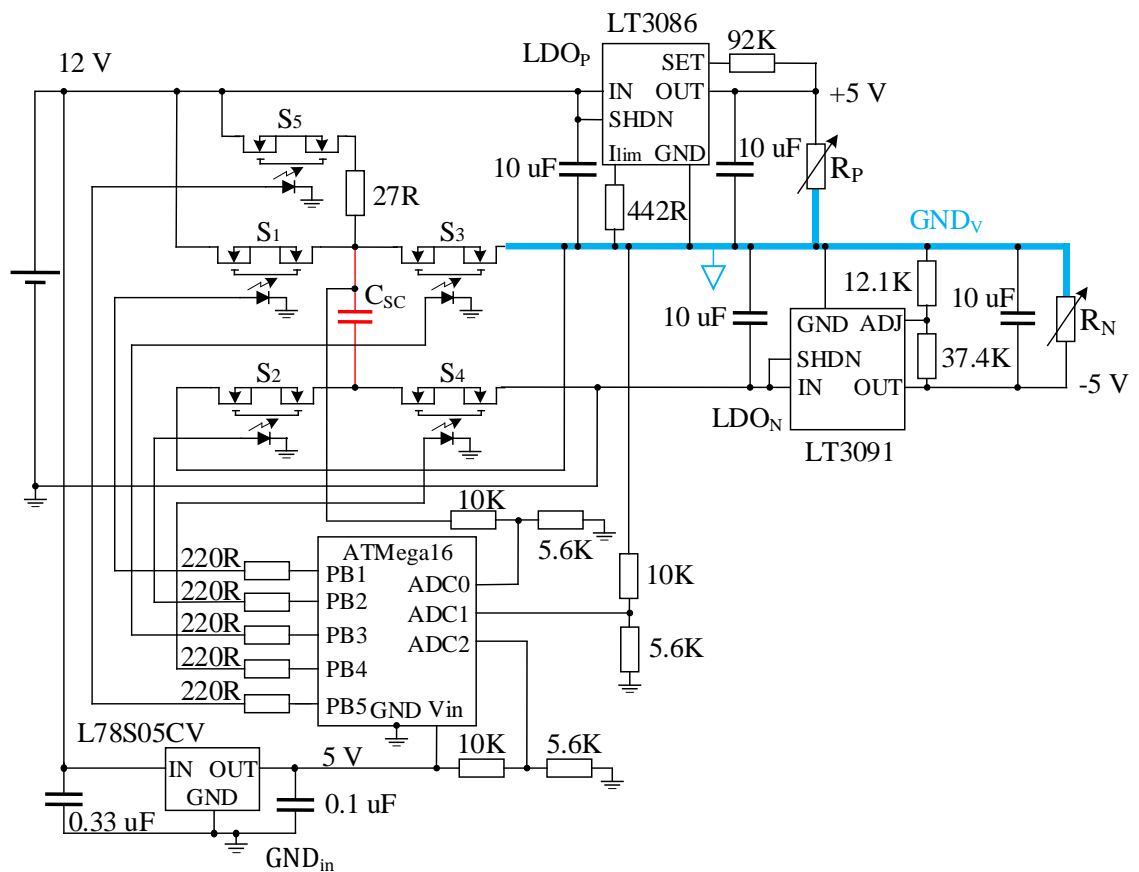 LT3086
LDOP
92K
12 V
SET
IN OUT
+5 V
SHDN
S5
Ilim GND
10 uF
10 uF
RP
27R
442R
GNDV
S1
S3
12.1K
CSC
10 uF
10 uF
GND ADJ
RN
SHDN
37.4K
S2
S4
IN OUT
-5 V
LDON
LT3091
10K
5.6K
ATMega16
220R
PB1
ADC0
10K
220R
PB2
ADC1
220R
PB3
ADC2
5.6K
220R
PB4
220R
PB5
GND Vin
L78S05CV
10K
5.6K
5 V
IN OUT
GND
0.33 uF
0.1 uF
GNDin